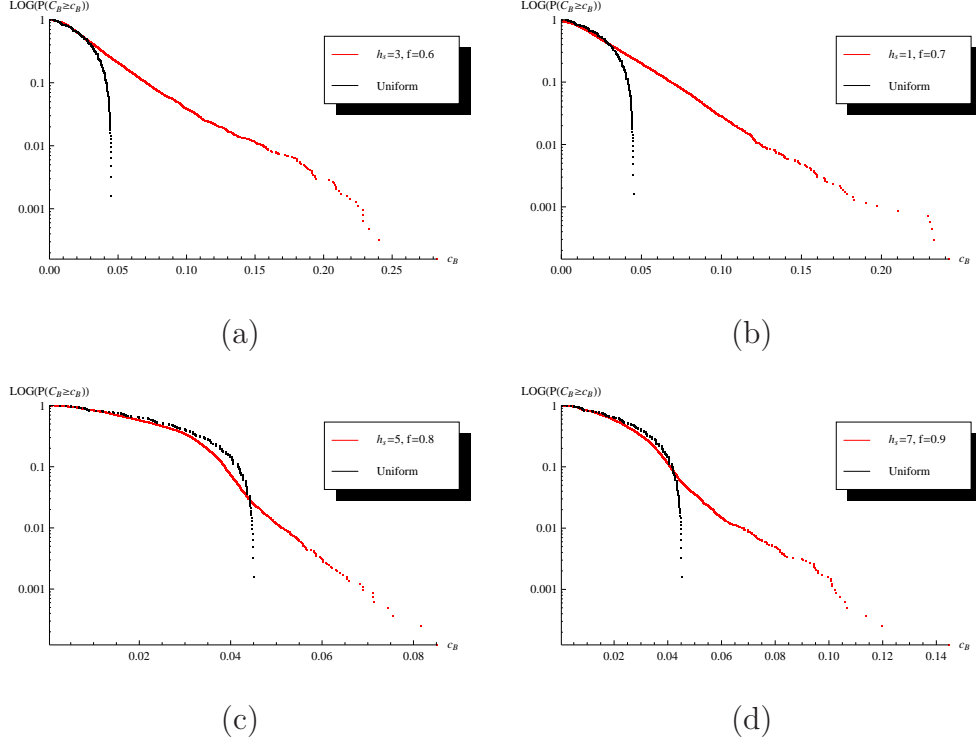 LOG(P(C_B≥c_B))
1
0.1
0.01
0.001
0.00
0.05
0.10
0.15
0.20
0.25
c_B
h_s=3, f=0.6
Uniform
(a)
LOG(P(C_B≥c_B))
1
0.1
0.01
0.001
0.00
0.05
0.10
0.15
0.20
c_B
h_s=1, f=0.7
Uniform
(b)
LOG(P(C_B≥c_B))
1
0.1
0.01
0.001
0.02
0.04
0.06
0.08
c_B
h_s=5, f=0.8
Uniform
(c)
LOG(P(C_B≥c_B))
1
0.1
0.01
0.001
0.02
0.04
0.06
0.08
0.10
0.12
0.14
c_B
h_s=7, f=0.9
Uniform
(d)